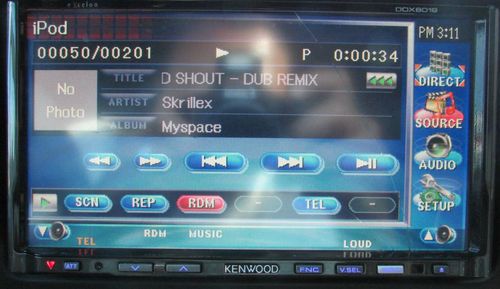 excelon
DDX8019
iPod
PM 3:11
00050/00201
P 0:00:34
TITLE D SHOUT - DUB REMIX
No
Photo
ARTIST Skrillex
ALBUM Myspace
DIRECT
SOURCE
AUDIO
SETUP
SCN REP RDM TEL
RDM MUSIC
TEL
LOUD
ATT
KENWOOD
FNC
V.SEL